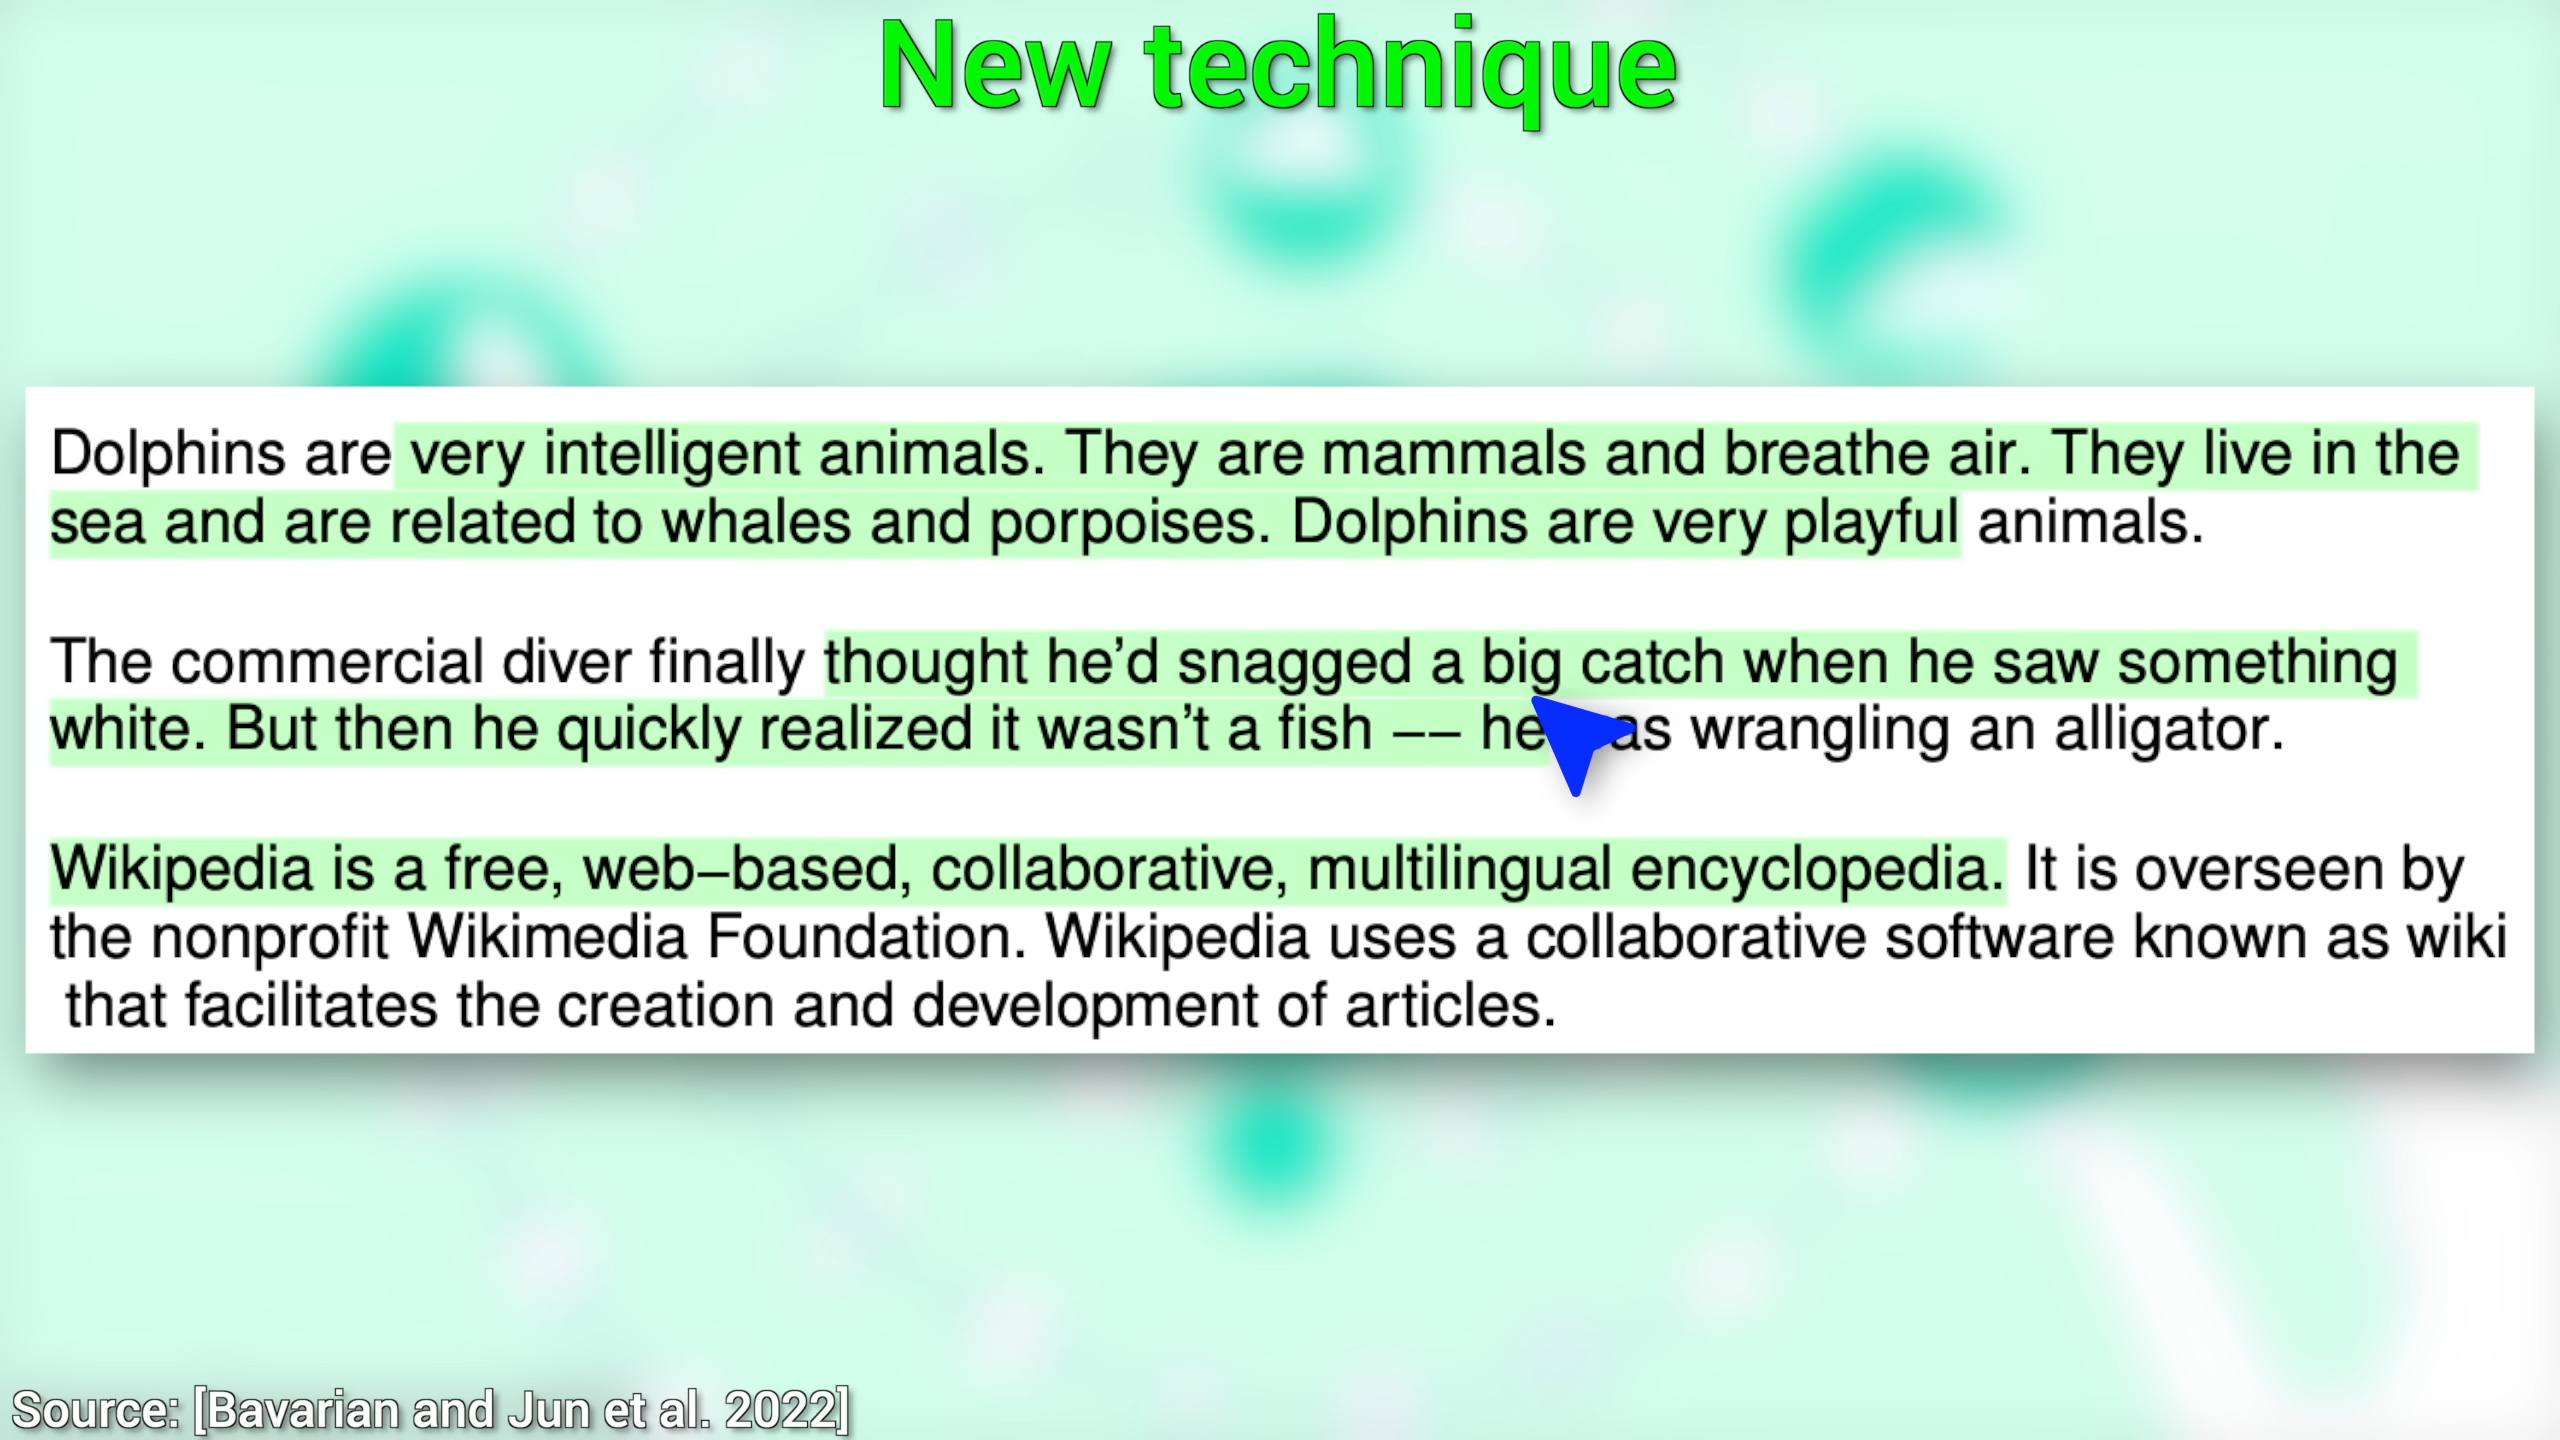 New technique
Dolphins are very intelligent animals. They are mammals and breathe air. They live in the
sea and are related to whales and porpoises. Dolphins are very playful animals.
The commercial diver finally thought he’d snagged a big catch when he saw something
white. But then he quickly realized it wasn’t a fish –– he as wrangling an alligator.
Wikipedia is a free, web–based, collaborative, multilingual encyclopedia. It is overseen by
the nonprofit Wikimedia Foundation. Wikipedia uses a collaborative software known as wiki
that facilitates the creation and development of articles.
Source: [Bavarian and Jun et al. 2022]